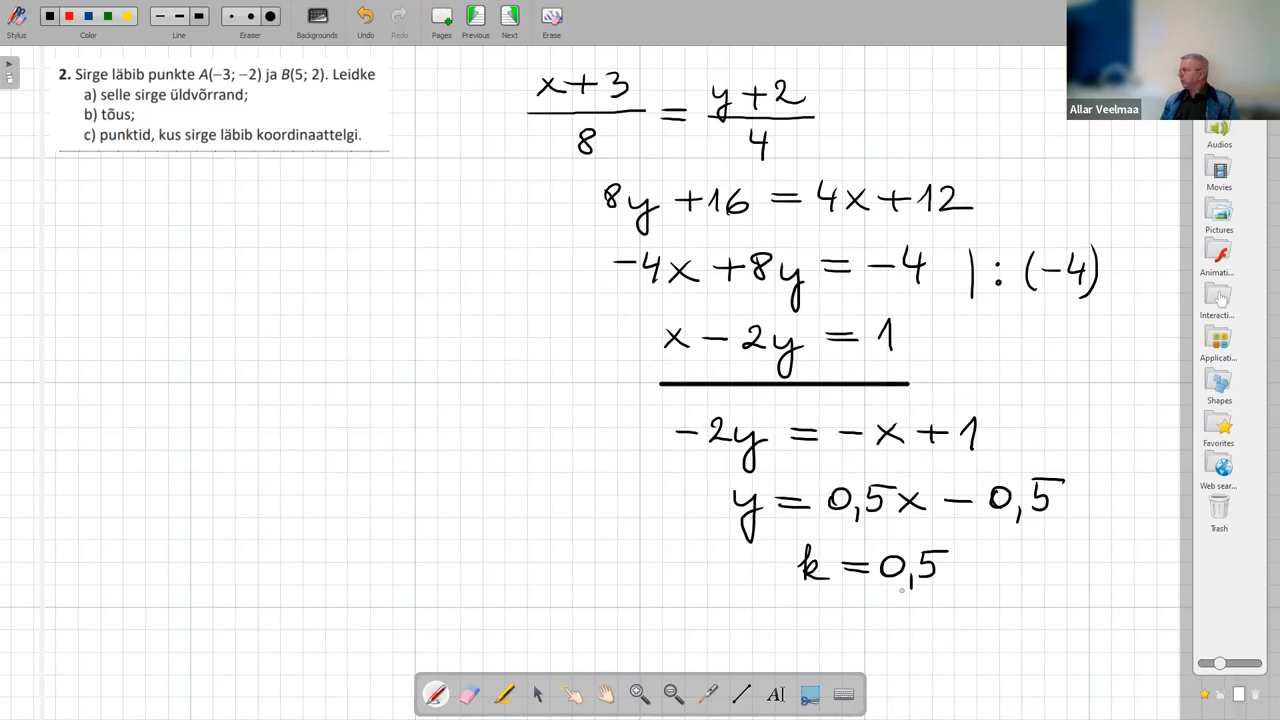 Stylus
Color
Line
Eraser
Backgrounds
Undo
Redo
Pages
Previous
Next
Erase
2. Sirge läbib punkte A(−3; −2) ja B(5; 2). Leidke
a) selle sirge üldvõrrand;
b) tõus;
c) punktid, kus sirge läbib koordinaattelgi.
x+3/8 = y+2/4
8y+16 = 4x+12
-4x+8y = -4 | : (-4)
x-2y = 1
-2y = -x+1
y = 0,5x-0,5
k = 0,5
Allar Veelmaa
Audios
Movies
Pictures
Animati...
Interacti...
Applicati...
Shapes
Favorites
Web sear...
Trash